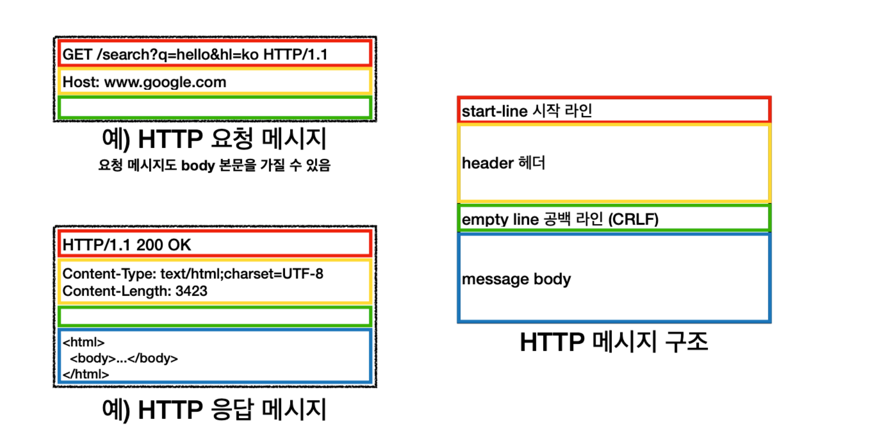 GET /search?q=hello&hl=ko HTTP/1.1
Host: www.google.com
예) HTTP 요청 메시지
요청 메시지도 body 본문을 가질 수 있음
HTTP/1.1 200 OK
Content-Type: text/html;charset=UTF-8
Content-Length: 3423
<html>
<body>...</body>
</html>
예) HTTP 응답 메시지
start-line 시작 라인
header 헤더
empty line 공백 라인 (CRLF)
message body
HTTP 메시지 구조